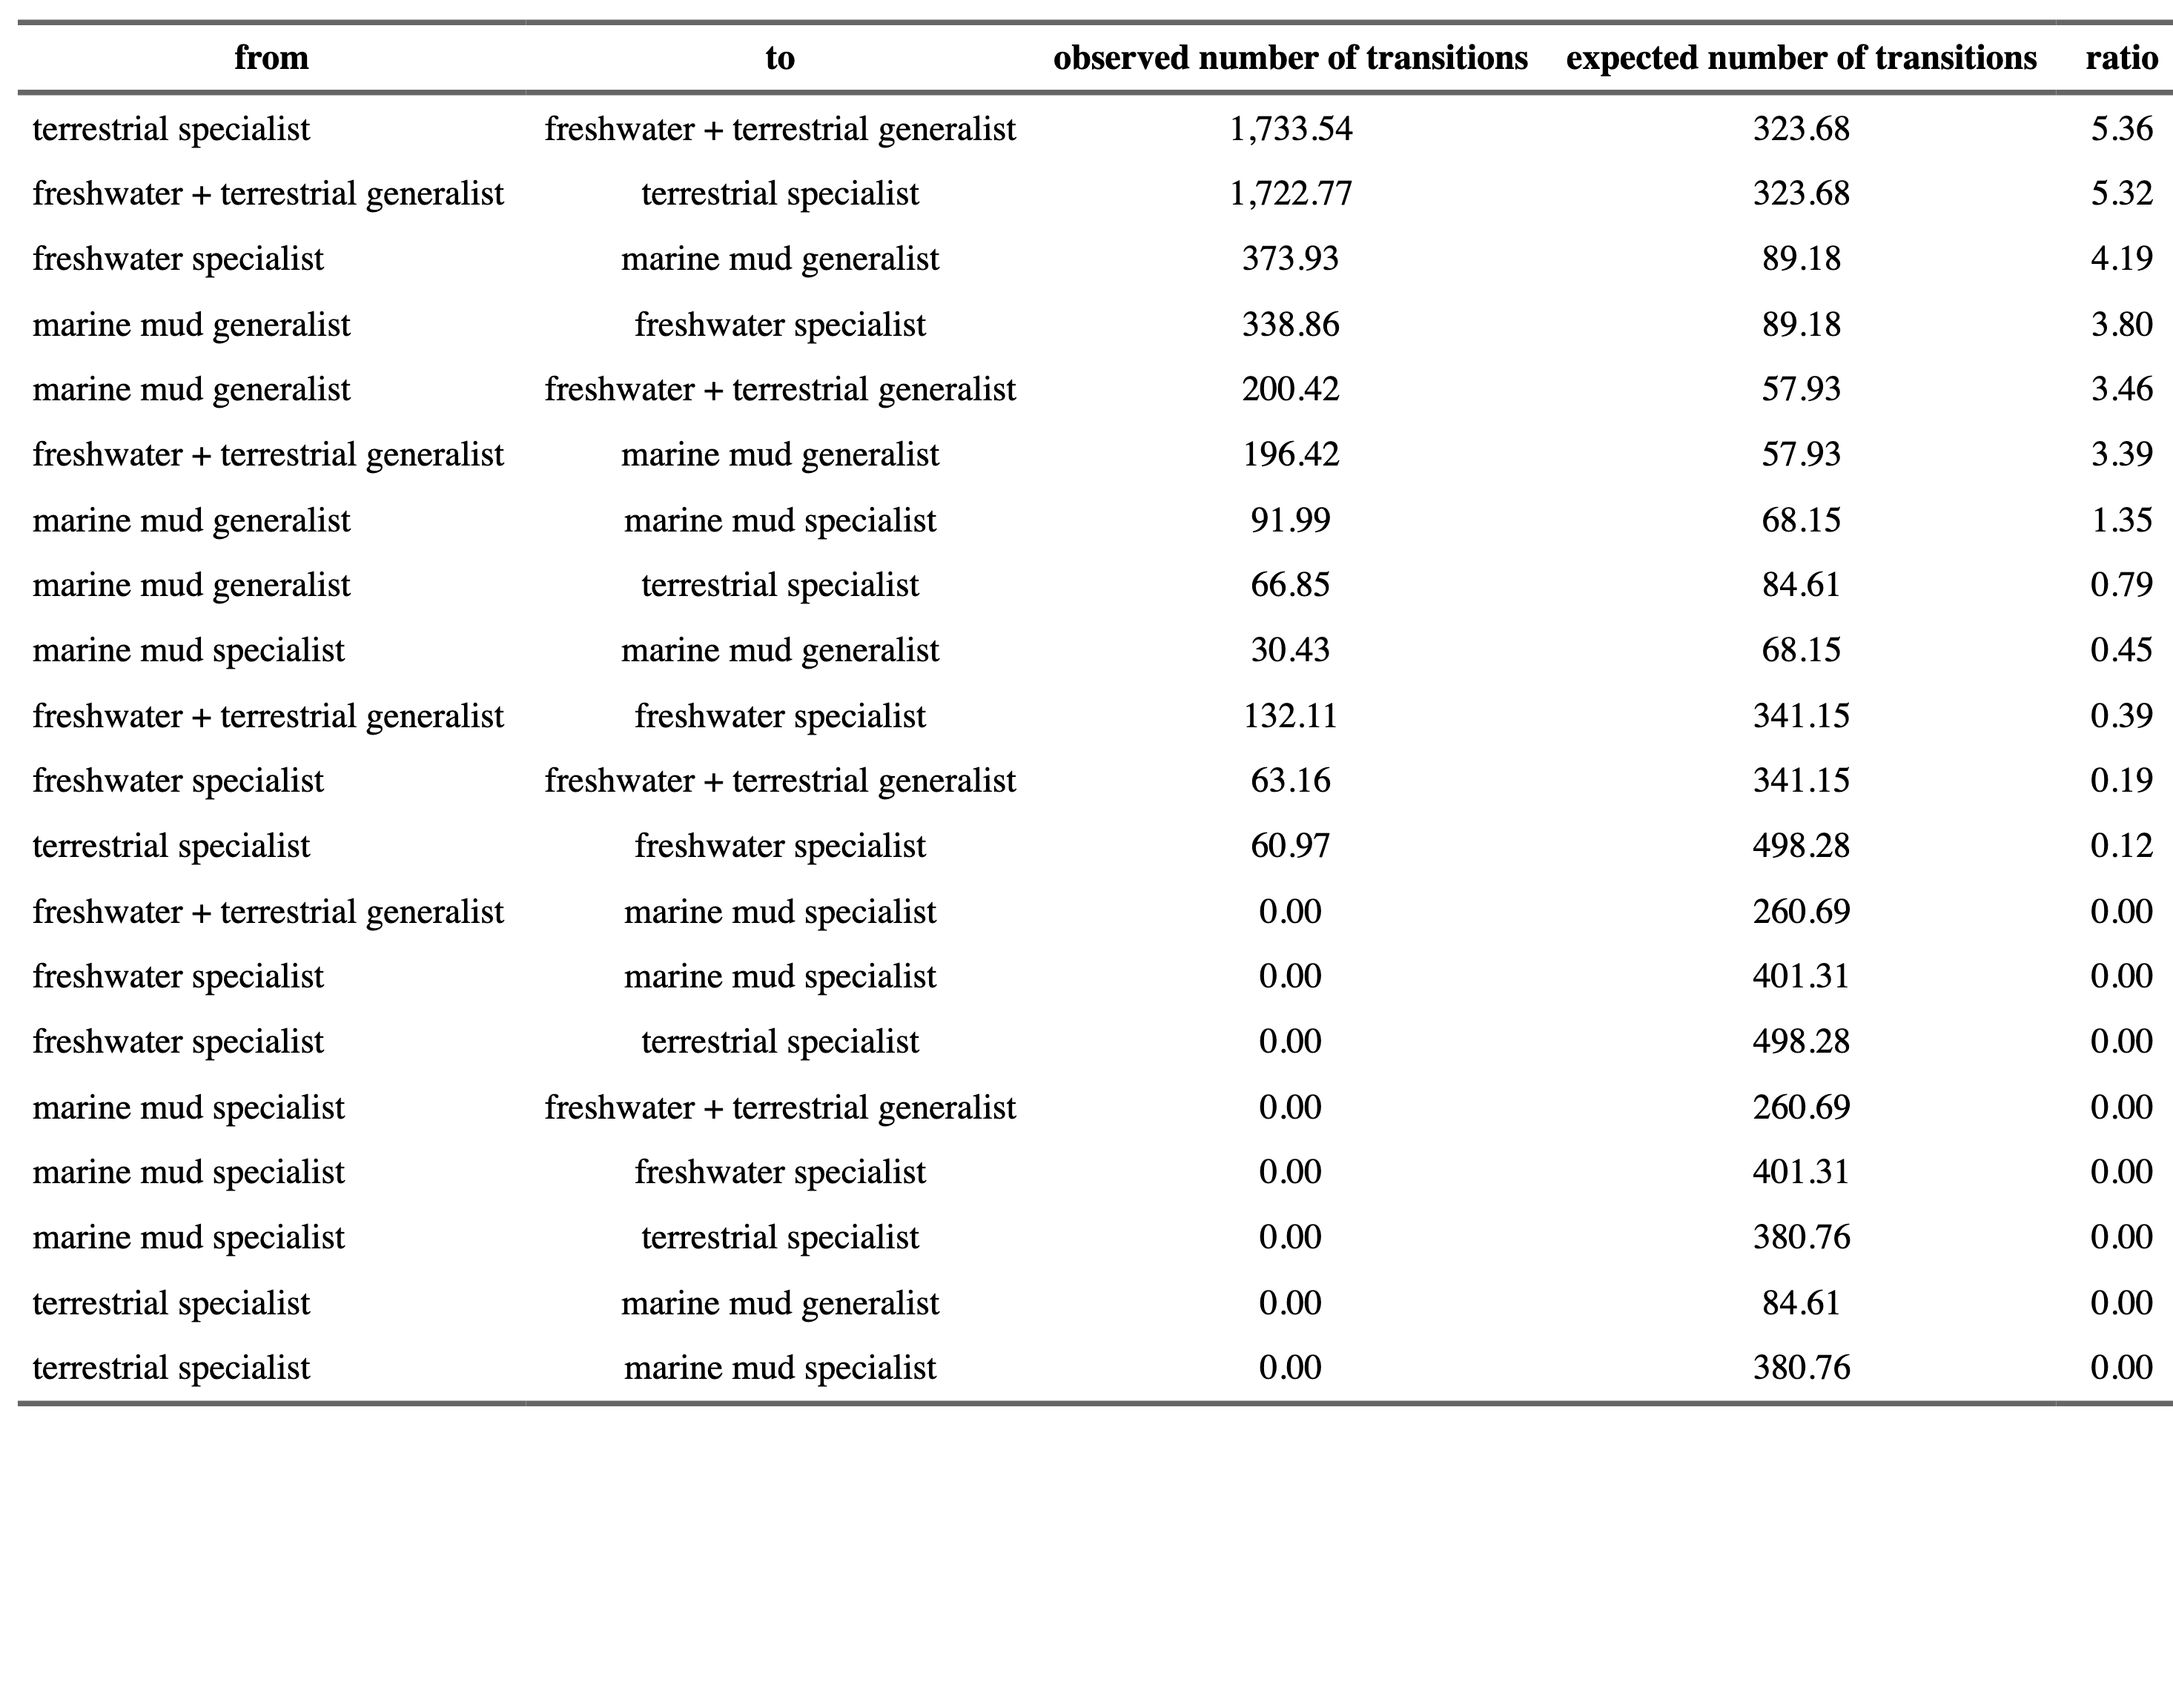 from to observed number of transitions expected number of transitions ratio
terrestrial specialist freshwater + terrestrial generalist 1,733.54 323.68 5.36
freshwater + terrestrial generalist terrestrial specialist 1,722.77 323.68 5.32
freshwater specialist marine mud generalist 373.93 89.18 4.19
marine mud generalist freshwater specialist 338.86 89.18 3.80
marine mud generalist freshwater + terrestrial generalist 200.42 57.93 3.46
freshwater + terrestrial generalist marine mud generalist 196.42 57.93 3.39
marine mud generalist marine mud specialist 91.99 68.15 1.35
marine mud generalist terrestrial specialist 66.85 84.61 0.79
marine mud specialist marine mud generalist 30.43 68.15 0.45
freshwater + terrestrial generalist freshwater specialist 132.11 341.15 0.39
freshwater specialist freshwater + terrestrial generalist 63.16 341.15 0.19
terrestrial specialist freshwater specialist 60.97 498.28 0.12
freshwater + terrestrial generalist marine mud specialist 0.00 260.69 0.00
freshwater specialist marine mud specialist 0.00 401.31 0.00
freshwater specialist terrestrial specialist 0.00 498.28 0.00
marine mud specialist freshwater + terrestrial generalist 0.00 260.69 0.00
marine mud specialist freshwater specialist 0.00 401.31 0.00
marine mud specialist terrestrial specialist 0.00 380.76 0.00
terrestrial specialist marine mud generalist 0.00 84.61 0.00
terrestrial specialist marine mud specialist 0.00 380.76 0.00